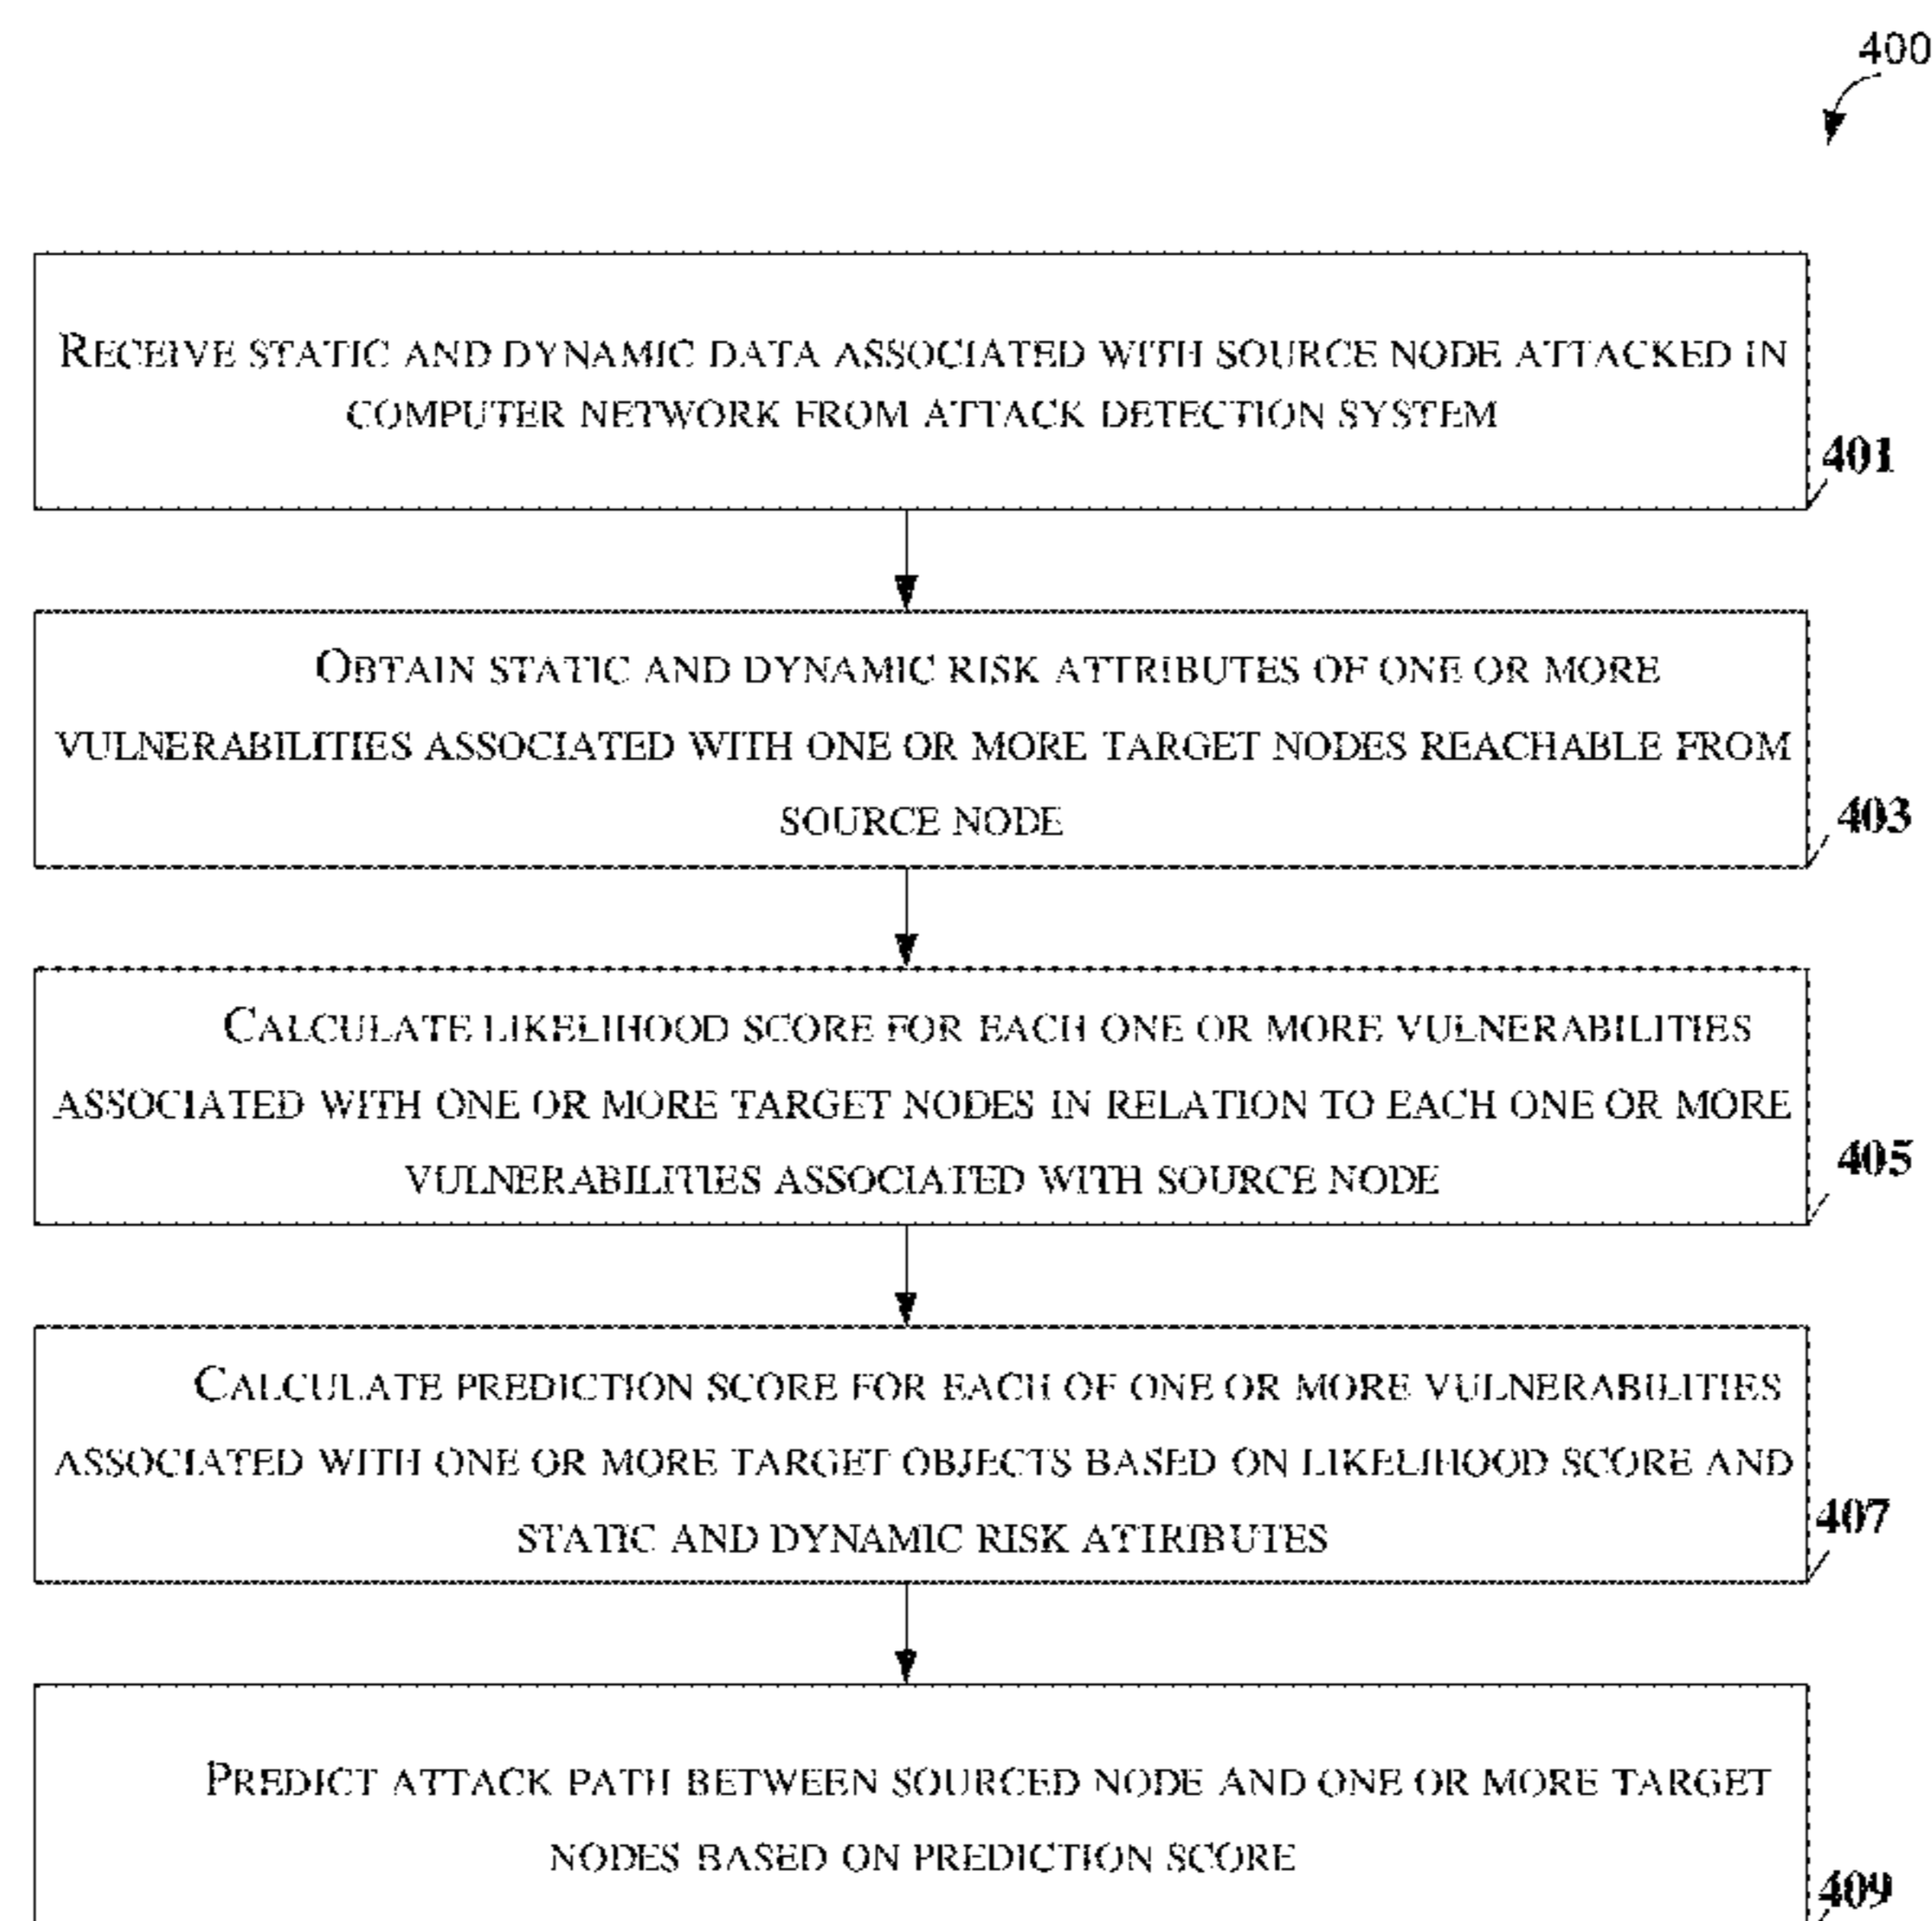 400
RECEIVE STATIC AND DYNAMIC DATA ASSOCIATED WITH SOURCE NODE ATTACKED IN
COMPUTER NETWORK FROM ATTACK DETECTION SYSTEM
401
OBTAIN STATIC AND DYNAMIC RISK ATTRIBUTES OF ONE OR MORE
VULNERABILITIES ASSOCIATED WITH ONE OR MORE TARGET NODES REACHABLE FROM
SOURCE NODE
403
CALCULATE LIKELIHOOD SCORE FOR EACH ONE OR MORE VULNERABILITIES
ASSOCIATED WITH ONE OR MORE TARGET NODES IN RELATION TO EACH ONE OR MORE
VULNERABILITIES ASSOCIATED WITH SOURCE NODE
405
CALCULATE PREDICTION SCORE FOR EACH OF ONE OR MORE VULNERABILITIES
ASSOCIATED WITH ONE OR MORE TARGET OBJECTS BASED ON LIKELIHOOD SCORE AND
STATIC AND DYNAMIC RISK ATTRIBUTES
407
PREDICT ATTACK PATH BETWEEN SOURCED NODE AND ONE OR MORE TARGET
NODES BASED ON PREDICTION SCORE
409